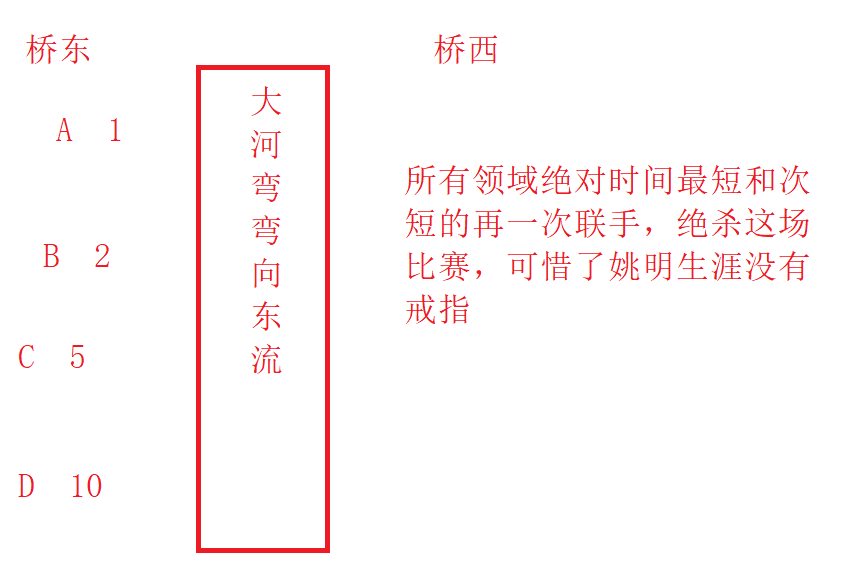 桥东
桥西
A 1
B 2
C 5
D 10
大河弯弯向东流
所有领域绝对时间最短和次
短的再一次联手，绝杀这场
比赛，可惜了姚明生涯没有
戒指